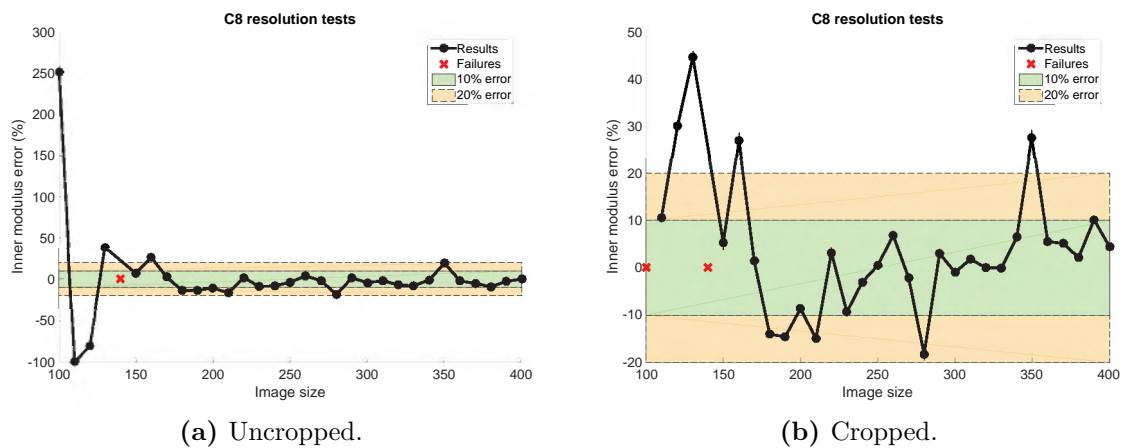 C8 resolution tests
300
250
200
150
100
50
0
-50
-100
Inner modulus error (%)
100
150
200
250
300
350
400
Image size
Results
Failures
10% error
20% error
(a) Uncropped.
C8 resolution tests
50
40
30
20
10
0
-10
-20
Inner modulus error (%)
100
150
200
250
300
350
400
Image size
Results
Failures
10% error
20% error
(b) Cropped.